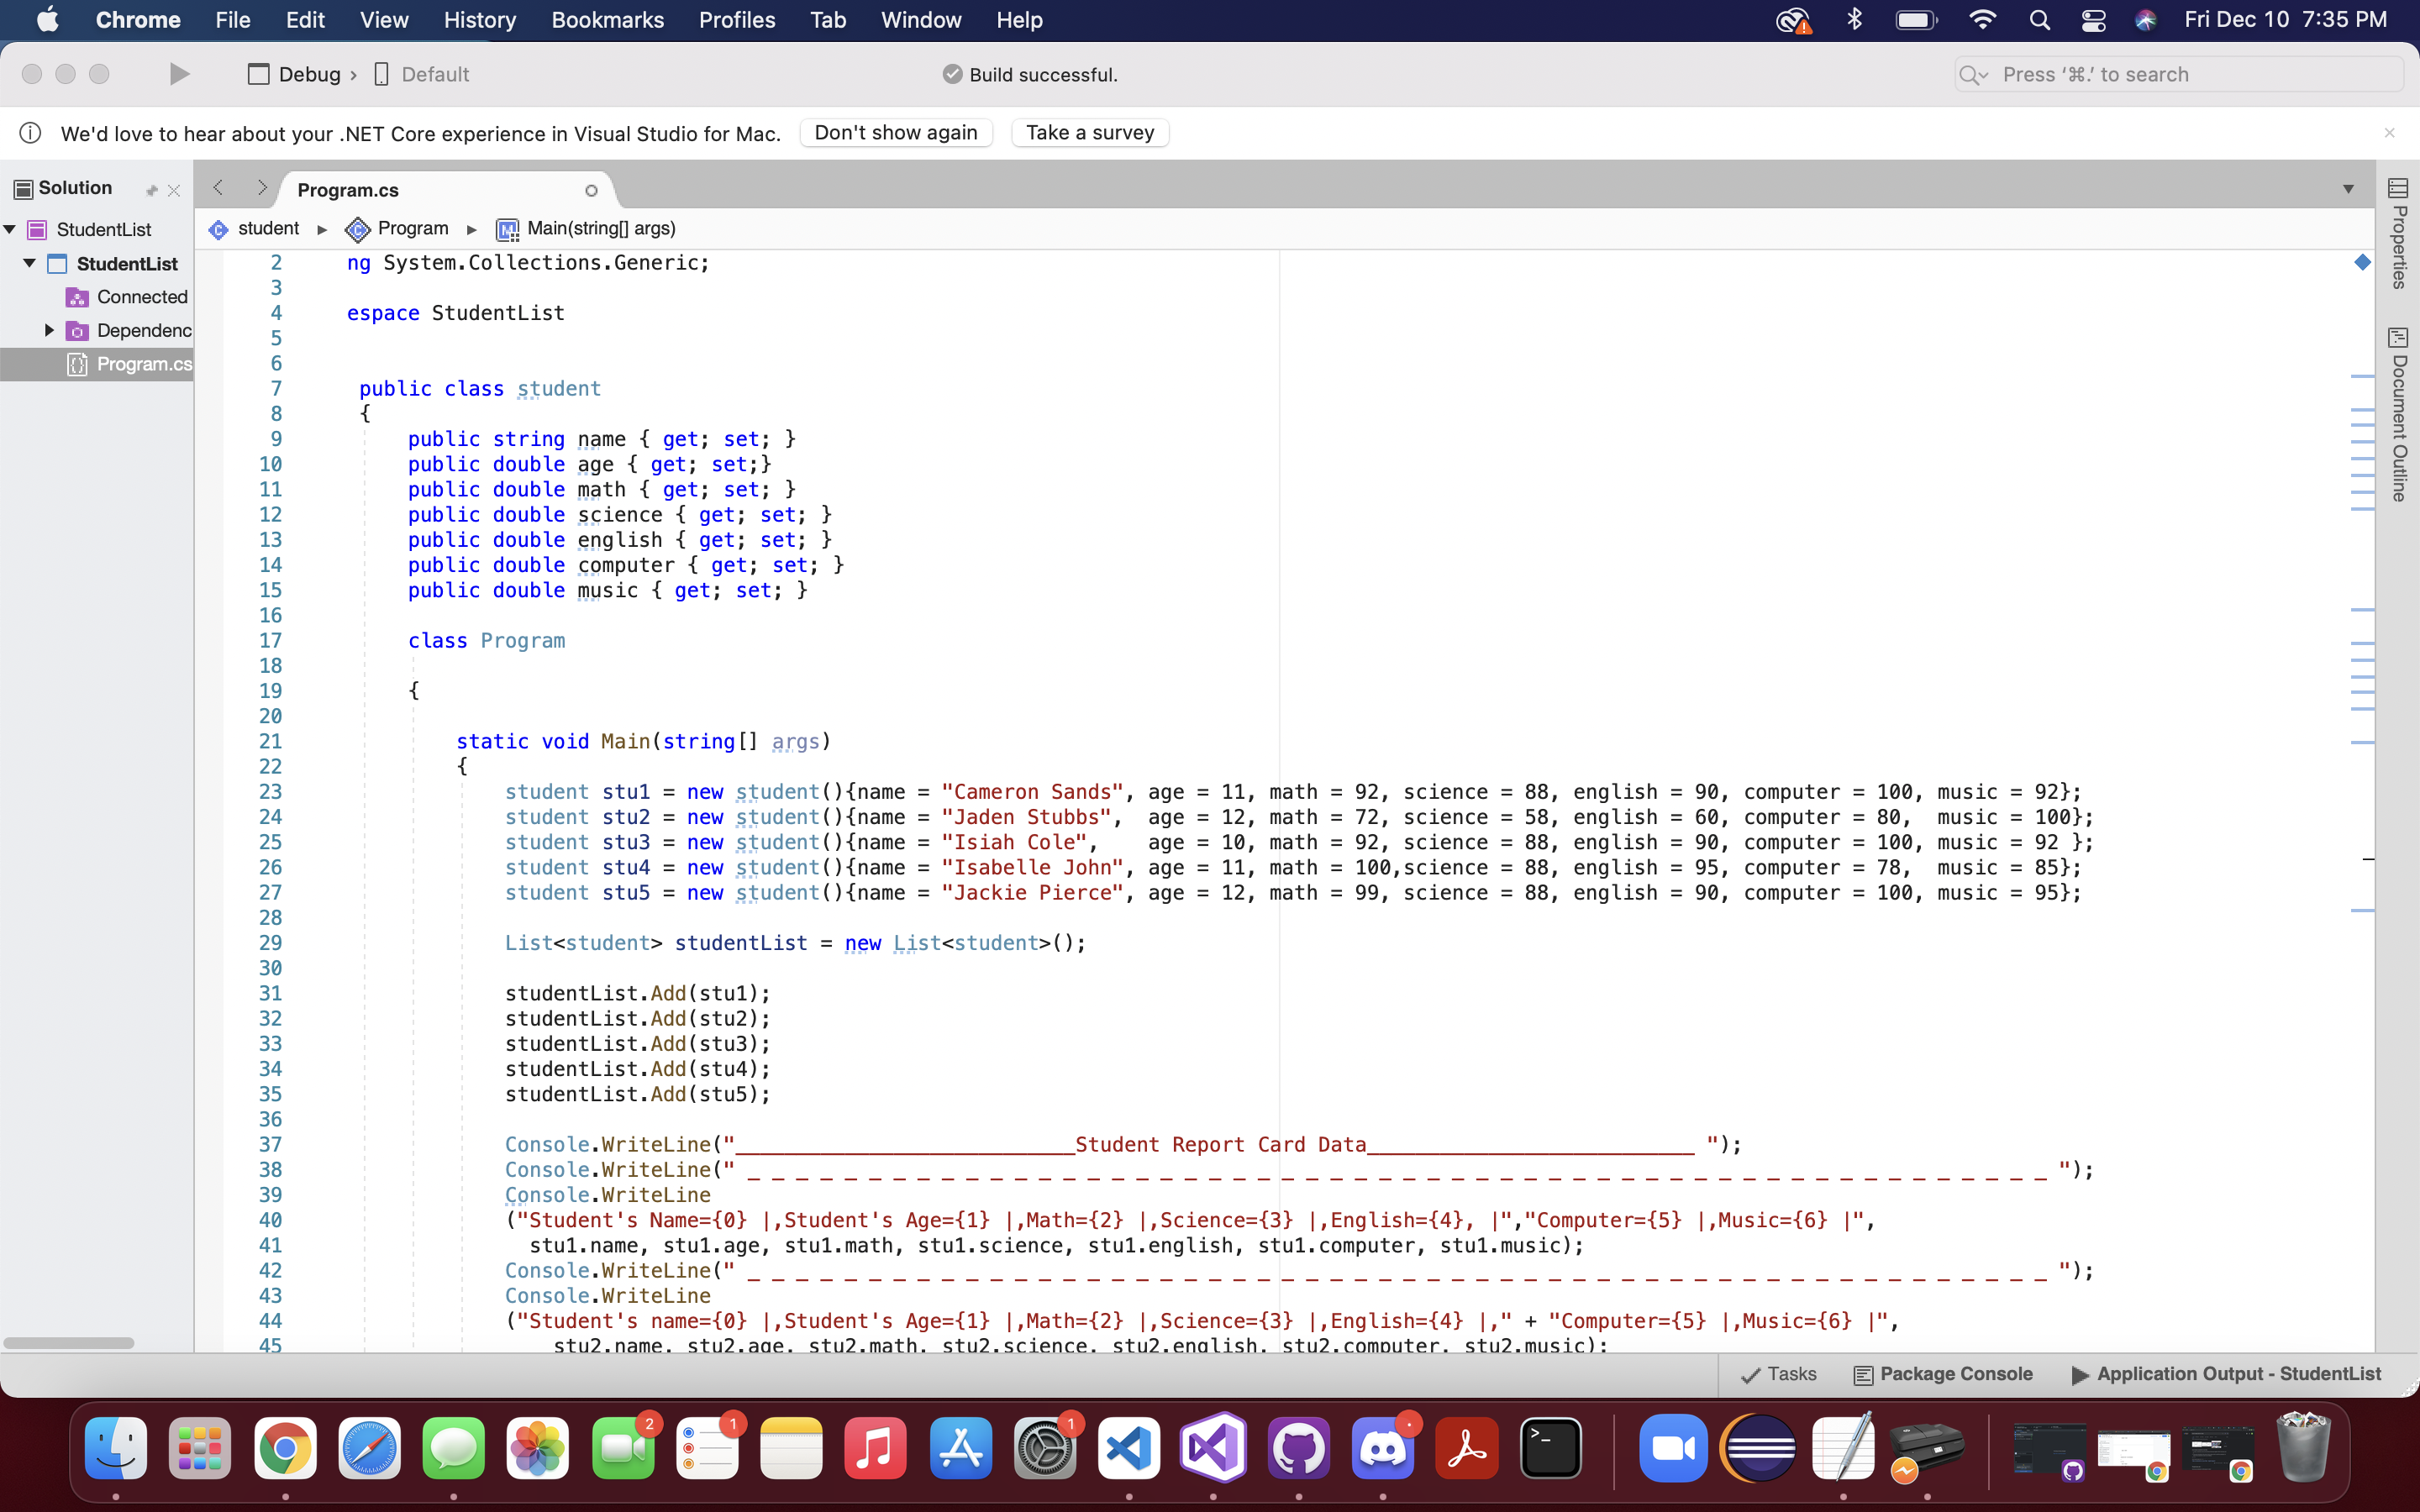 Chrome File Edit View History Bookmarks Profiles Tab Window Help Fri Dec 10 7:35 PM
Debug › Default Build successful. Press ‘⌘.’ to search
We'd love to hear about your .NET Core experience in Visual Studio for Mac. Don't show again Take a survey
Solution
StudentList
StudentList
Connected
Dependenc
Program.cs
Program.cs
student ▸ Program ▸ Main(string[] args)
2 ng System.Collections.Generic;
3
4 espace StudentList
5
6
7 public class student
8 {
9 public string name { get; set; }
10 public double age { get; set;}
11 public double math { get; set; }
12 public double science { get; set; }
13 public double english { get; set; }
14 public double computer { get; set; }
15 public double music { get; set; }
16
17 class Program
18
19 {
20
21 static void Main(string[] args)
22 {
23 student stu1 = new student(){name = "Cameron Sands", age = 11, math = 92, science = 88, english = 90, computer = 100, music = 92};
24 student stu2 = new student(){name = "Jaden Stubbs", age = 12, math = 72, science = 58, english = 60, computer = 80, music = 100};
25 student stu3 = new student(){name = "Isiah Cole", age = 10, math = 92, science = 88, english = 90, computer = 100, music = 92 };
26 student stu4 = new student(){name = "Isabelle John", age = 11, math = 100,science = 88, english = 95, computer = 78, music = 85};
27 student stu5 = new student(){name = "Jackie Pierce", age = 12, math = 99, science = 88, english = 90, computer = 100, music = 95};
28
29 List<student> studentList = new List<student>();
30
31 studentList.Add(stu1);
32 studentList.Add(stu2);
33 studentList.Add(stu3);
34 studentList.Add(stu4);
35 studentList.Add(stu5);
36
37 Console.WriteLine("____________________________Student Report Card Data___________________________ ");
38 Console.WriteLine(" _ _ _ _ _ _ _ _ _ _ _ _ _ _ _ _ _ _ _ _ _ _ _ _ _ _ _ _ _ _ _ _ _ _ _ _ _ _ _ _ _ _ _ _ _ _ _ _ _ _ _ _ _ _ ");
39 Console.WriteLine
40 ("Student's Name={0} |,Student's Age={1} |,Math={2} |,Science={3} |,English={4}, |","Computer={5} |,Music={6} |",
41 stu1.name, stu1.age, stu1.math, stu1.science, stu1.english, stu1.computer, stu1.music);
42 Console.WriteLine(" _ _ _ _ _ _ _ _ _ _ _ _ _ _ _ _ _ _ _ _ _ _ _ _ _ _ _ _ _ _ _ _ _ _ _ _ _ _ _ _ _ _ _ _ _ _ _ _ _ _ _ _ _ _ ");
43 Console.WriteLine
44 ("Student's name={0} |,Student's Age={1} |,Math={2} |,Science={3} |,English={4} |," + "Computer={5} |,Music={6} |",
45 stu2.name, stu2.age, stu2.math, stu2.science, stu2.english, stu2.computer, stu2.music);
Properties
Document Outline
Tasks Package Console Application Output - StudentList
2 1 1